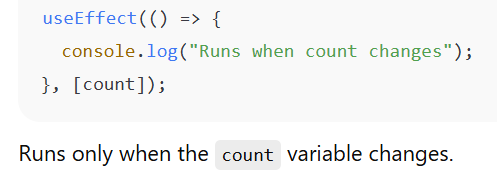 useEffect(() => {
  console.log("Runs when count changes");
}, [count]);
Runs only when the count variable changes.